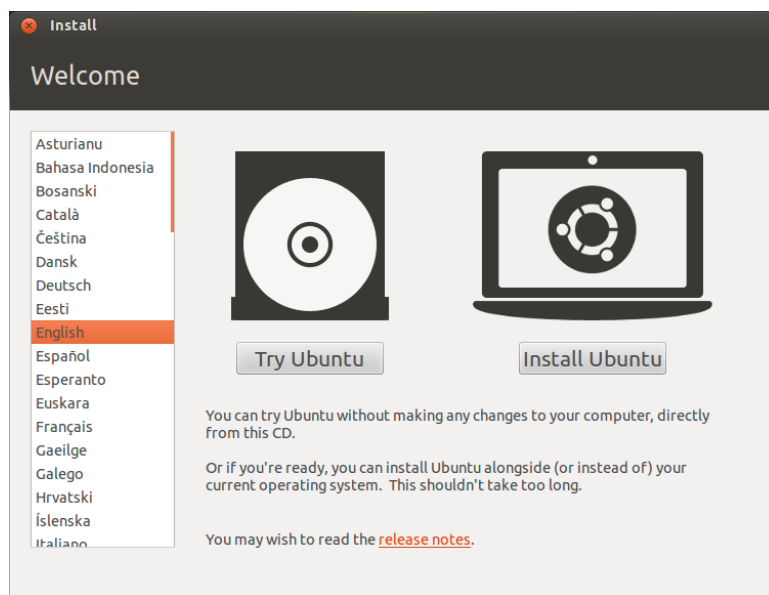 Install
Welcome
Asturianu
Bahasa Indonesia
Bosanski
Català
Čeština
Dansk
Deutsch
Eesti
English
Español
Esperanto
Euskara
Français
Gaeilge
Galego
Hrvatski
Íslenska
Italiano
Try Ubuntu
Install Ubuntu
You can try Ubuntu without making any changes to your computer, directly
from this CD.
Or if you're ready, you can install Ubuntu alongside (or instead of) your
current operating system.  This shouldn't take too long.
You may wish to read the release notes.